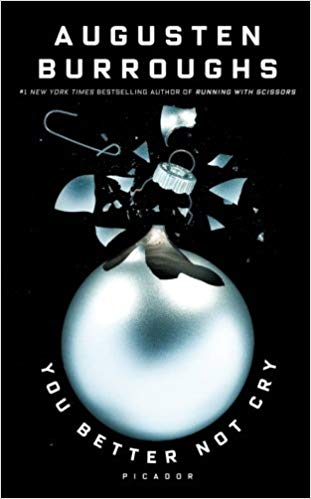 AUGUSTEN
BURROUGHS
#1 NEW YORK TIMES BESTSELLING AUTHOR OF RUNNING WITH SCISSORS
YOU BETTER NOT CRY
PICADOR